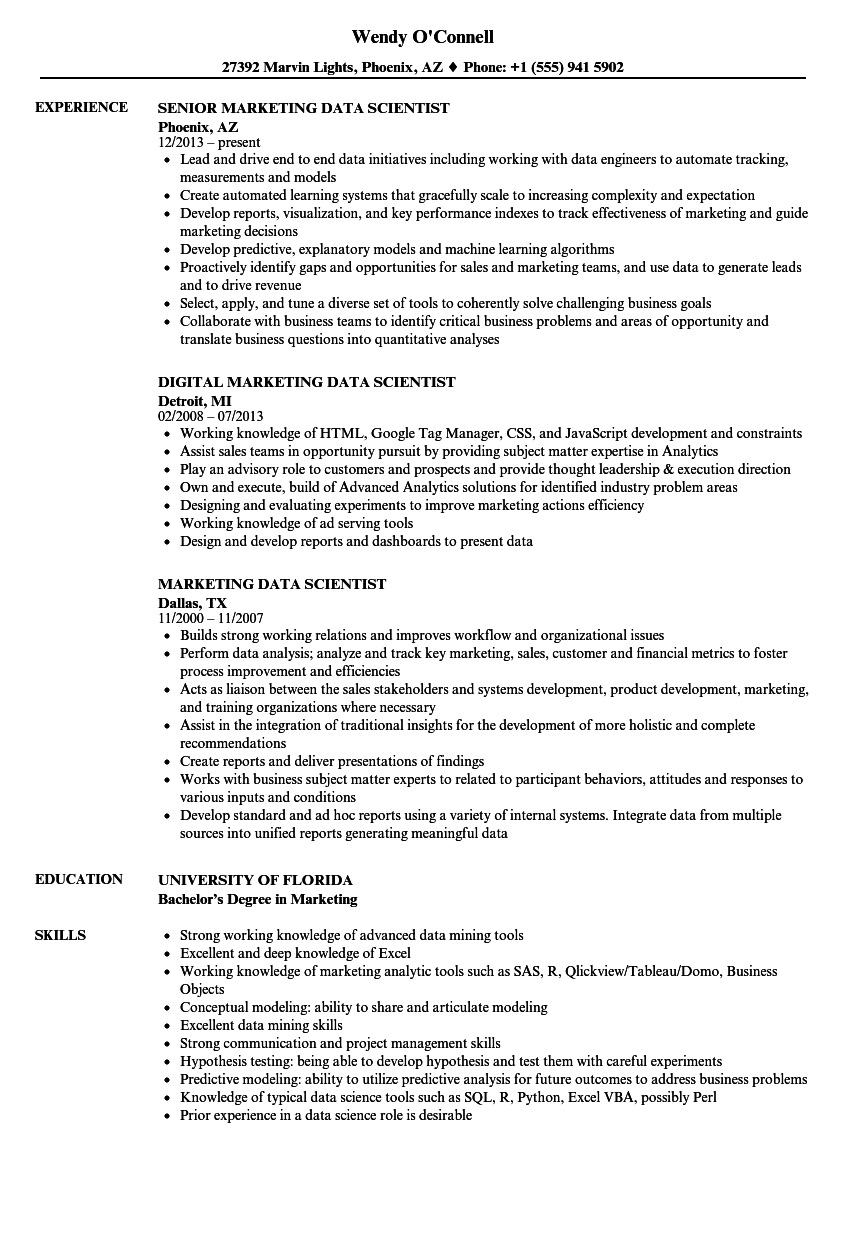 Wendy O'Connell
27392 Marvin Lights, Phoenix, AZ ♦ Phone: +1 (555) 941 5902
EXPERIENCE
SENIOR MARKETING DATA SCIENTIST
Phoenix, AZ
12/2013 – present
• Lead and drive end to end data initiatives including working with data engineers to automate tracking,
measurements and models
• Create automated learning systems that gracefully scale to increasing complexity and expectation
• Develop reports, visualization, and key performance indexes to track effectiveness of marketing and guide
marketing decisions
• Develop predictive, explanatory models and machine learning algorithms
• Proactively identify gaps and opportunities for sales and marketing teams, and use data to generate leads
and to drive revenue
• Select, apply, and tune a diverse set of tools to coherently solve challenging business goals
• Collaborate with business teams to identify critical business problems and areas of opportunity and
translate business questions into quantitative analyses
DIGITAL MARKETING DATA SCIENTIST
Detroit, MI
02/2008 – 07/2013
• Working knowledge of HTML, Google Tag Manager, CSS, and JavaScript development and constraints
• Assist sales teams in opportunity pursuit by providing subject matter expertise in Analytics
• Play an advisory role to customers and prospects and provide thought leadership & execution direction
• Own and execute, build of Advanced Analytics solutions for identified industry problem areas
• Designing and evaluating experiments to improve marketing actions efficiency
• Working knowledge of ad serving tools
• Design and develop reports and dashboards to present data
MARKETING DATA SCIENTIST
Dallas, TX
11/2000 – 11/2007
• Builds strong working relations and improves workflow and organizational issues
• Perform data analysis; analyze and track key marketing, sales, customer and financial metrics to foster
process improvement and efficiencies
• Acts as liaison between the sales stakeholders and systems development, product development, marketing,
and training organizations where necessary
• Assist in the integration of traditional insights for the development of more holistic and complete
recommendations
• Create reports and deliver presentations of findings
• Works with business subject matter experts to related to participant behaviors, attitudes and responses to
various inputs and conditions
• Develop standard and ad hoc reports using a variety of internal systems. Integrate data from multiple
sources into unified reports generating meaningful data
EDUCATION
UNIVERSITY OF FLORIDA
Bachelor's Degree in Marketing
SKILLS
• Strong working knowledge of advanced data mining tools
• Excellent and deep knowledge of Excel
• Working knowledge of marketing analytic tools such as SAS, R, Qlickview/Tableau/Domo, Business
Objects
• Conceptual modeling: ability to share and articulate modeling
• Excellent data mining skills
• Strong communication and project management skills
• Hypothesis testing: being able to develop hypothesis and test them with careful experiments
• Predictive modeling: ability to utilize predictive analysis for future outcomes to address business problems
• Knowledge of typical data science tools such as SQL, R, Python, Excel VBA, possibly Perl
• Prior experience in a data science role is desirable